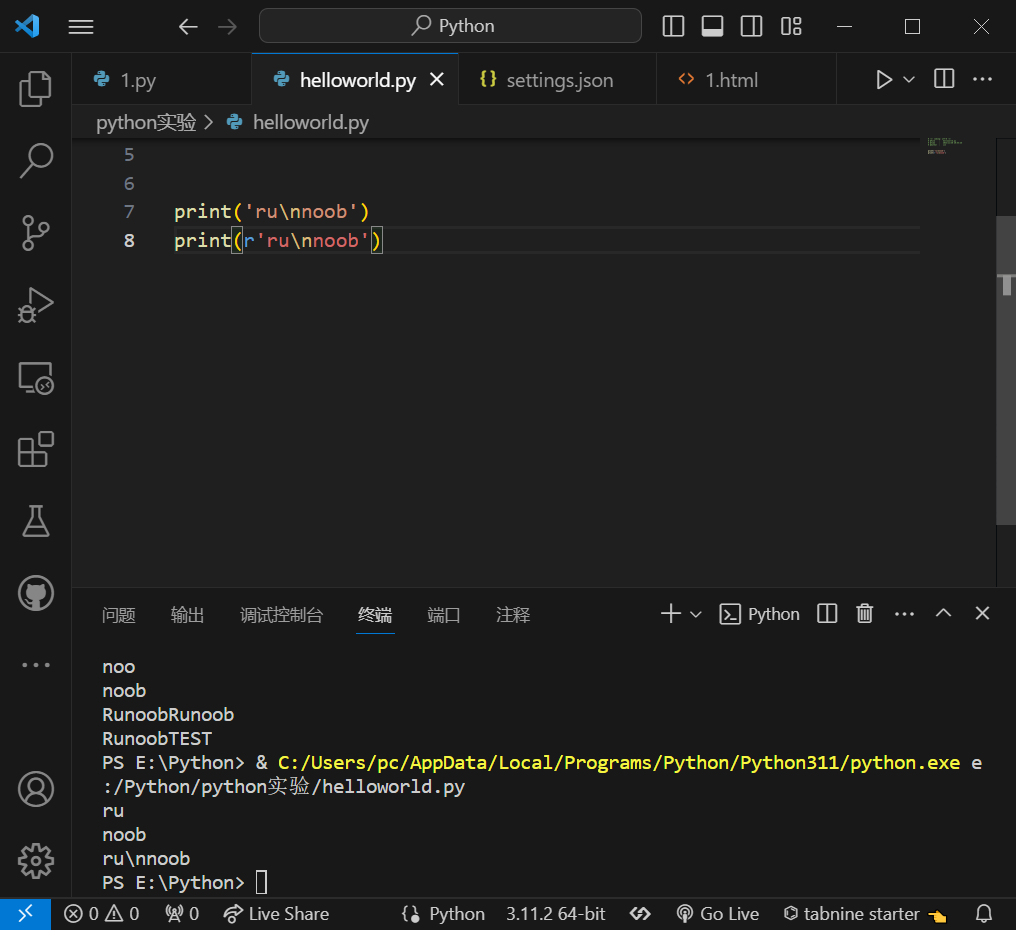 Python
1.py
helloworld.py
settings.json
1.html
python实验 > helloworld.py
5
6
7 print('ru\nnoob')
8 print(r'ru\nnoob')
问题 输出 调试控制台 终端 端口 注释
Python
noo
noob
RunoobRunoob
RunoobTEST
PS E:\Python> & C:/Users/pc/AppData/Local/Programs/Python/Python311/python.exe e
:/Python/python实验/helloworld.py
ru
noob
ru\nnoob
PS E:\Python>
0 0 0 Live Share Python 3.11.2 64-bit Go Live tabnine starter